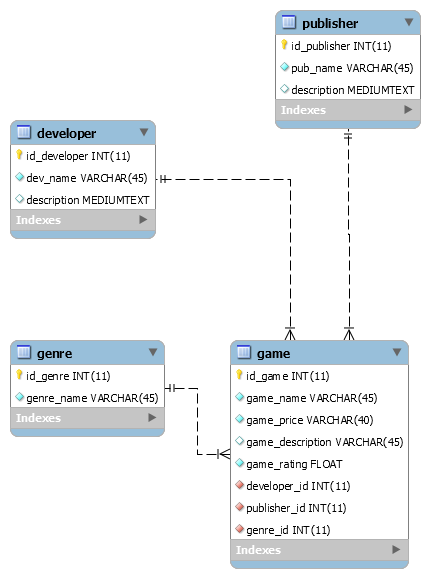 publisher
id_publisher INT(11)
pub_name VARCHAR(45)
description MEDIUMTEXT
Indexes
developer
id_developer INT(11)
dev_name VARCHAR(45)
description MEDIUMTEXT
Indexes
genre
id_genre INT(11)
genre_name VARCHAR(45)
Indexes
game
id_game INT(11)
game_name VARCHAR(45)
game_price VARCHAR(40)
game_description VARCHAR(45)
game_rating FLOAT
developer_id INT(11)
publisher_id INT(11)
genre_id INT(11)
Indexes